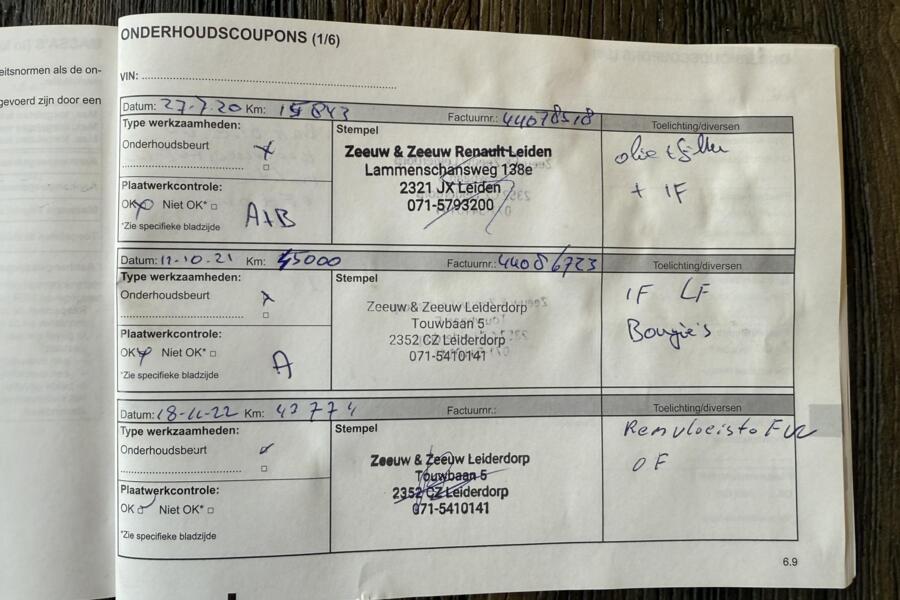 eitsnormen als de on-
gevoerd zijn door een
ONDERHOUDSCOUPONS (1/6)
VIN:
Datum: 27-7-20 Km: 15843 Factuurnr.: 44078518 Toelichting/diversen
Type werkzaamheden:
Onderhoudsbeurt
Plaatwerkcontrole:
OK Niet OK*
*Zie specifieke bladzijde
A+B
Stempel
Zeeuw & Zeeuw Renault-Leiden
Lammenschansweg 138e
2321 JX Leiden
071-5793200
olie + filter
+ IF
Datum: 11-10-21 Km: 45000 Factuurnr.: 44086723 Toelichting/diversen
Type werkzaamheden:
Onderhoudsbeurt
Plaatwerkcontrole:
OK Niet OK*
*Zie specifieke bladzijde
A
Stempel
Zeeuw & Zeeuw Leiderdorp
Touwbaan 5
2352 CZ Leiderdorp
071-5410141
IF LF
Bougie's
Datum: 18-11-22 Km: 43774 Factuurnr.: Toelichting/diversen
Type werkzaamheden:
Onderhoudsbeurt
Plaatwerkcontrole:
OK Niet OK*
*Zie specifieke bladzijde
Stempel
Zeeuw & Zeeuw Leiderdorp
Touwbaan 5
2352 CZ Leiderdorp
071-5410141
Remvloeistof
OF
6.9